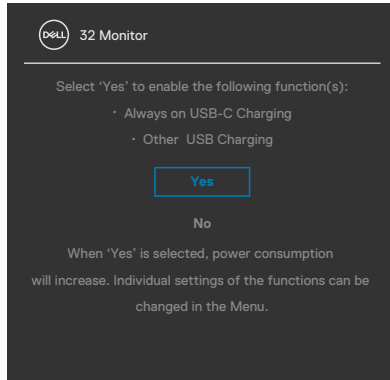 DELL 32 Monitor
Select ‘Yes’ to enable the following function(s):
· Always on USB-C Charging
· Other USB Charging
Yes
No
When ‘Yes’ is selected, power consumption
will increase. Individual settings of the functions can be
changed in the Menu.